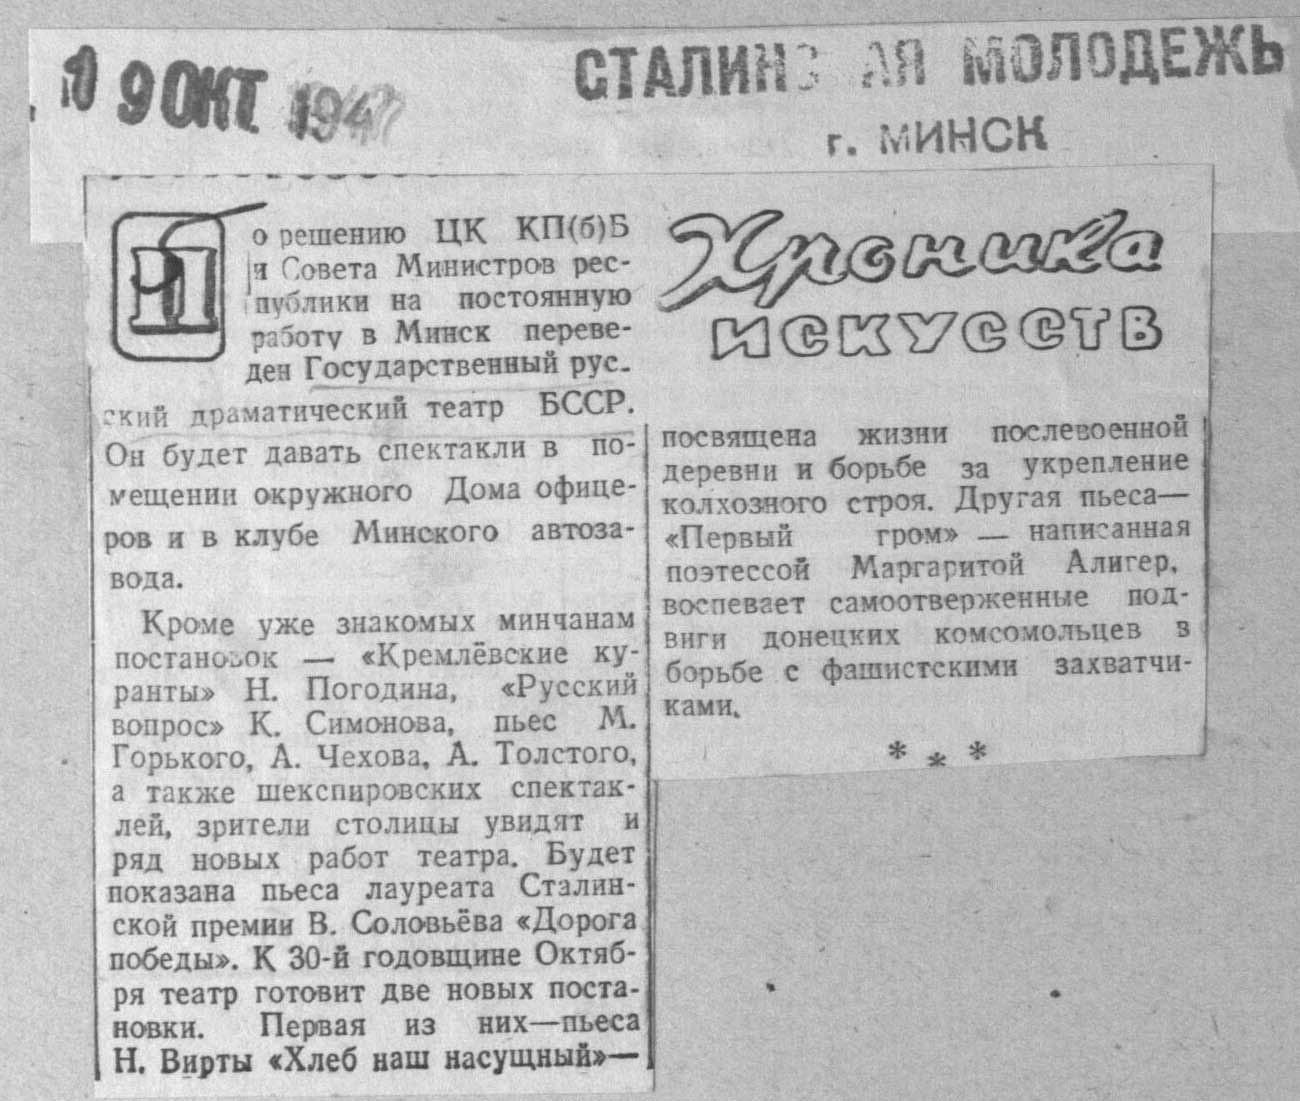 9 ОКТ 194
СТАЛИНСКАЯ МОЛОДЕЖЬ
г. МИНСК
Хроника
ИСКУССТВ
По решению ЦК КП(б)Б
и Совета Министров рес-
публики на постоянную
работу в Минск переве-
ден Государственный рус-
ский драматический театр БССР.
Он будет давать спектакли в по-
мещении окружного Дома офице-
ров и в клубе Минского автоза-
вода.
Кроме уже знакомых минчанам
постановок — «Кремлёвские ку-
ранты» Н. Погодина, «Русский
вопрос» К. Симонова, пьес М.
Горького, А. Чехова, А. Толстого,
а также шекспировских спектак-
лей, зрители столицы увидят и
ряд новых работ театра. Будет
показана пьеса лауреата Сталин-
ской премии В. Соловьёва «Дорога
победы». К 30-й годовщине Октяб-
ря театр готовит две новых поста-
новки. Первая из них—пьеса
Н. Вирты «Хлеб наш насущный»—
посвящена жизни послевоенной
деревни и борьбе за укрепление
колхозного строя. Другая пьеса—
«Первый гром» — написанная
поэтессой Маргаритой Алигер,
воспевает самоотверженные под-
виги донецких комсомольцев в
борьбе с фашистскими захватчи-
ками.
* * *